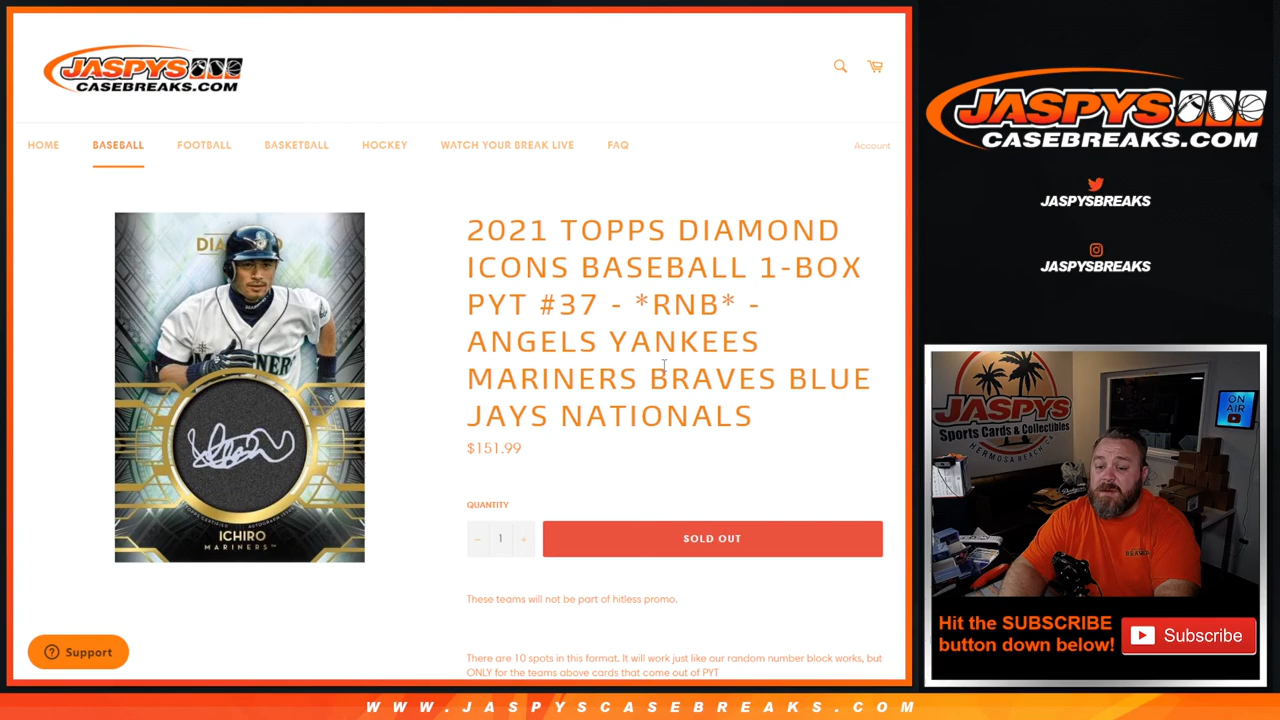 JASPYS
CASEBREAKS.COM
HOME
BASEBALL
FOOTBALL
BASKETBALL
HOCKEY
WATCH YOUR BREAK LIVE
FAQ
Account
2021 TOPPS DIAMOND
ICONS BASEBALL 1-BOX
PYT #37 - *RNB* -
ANGELS YANKEES
MARINERS BRAVES BLUE
JAYS NATIONALS
$151.99
QUANTITY
− 1 +
SOLD OUT
These teams will not be part of hitless promo.
There are 10 spots in this format. It will work just like our random number block works, but
ONLY for the teams above cards that come out of PYT
Support
ICHIRO
MARINERS™
JASPYS
CASEBREAKS.COM
JASPYSBREAKS
JASPYSBREAKS
JASPYS
Sports Cards & Collectibles
HERMOSA BEACH, CA
ON
AIR
Hit the SUBSCRIBE
button down below!
Subscribe
WWW.JASPYSCASEBREAKS.COM